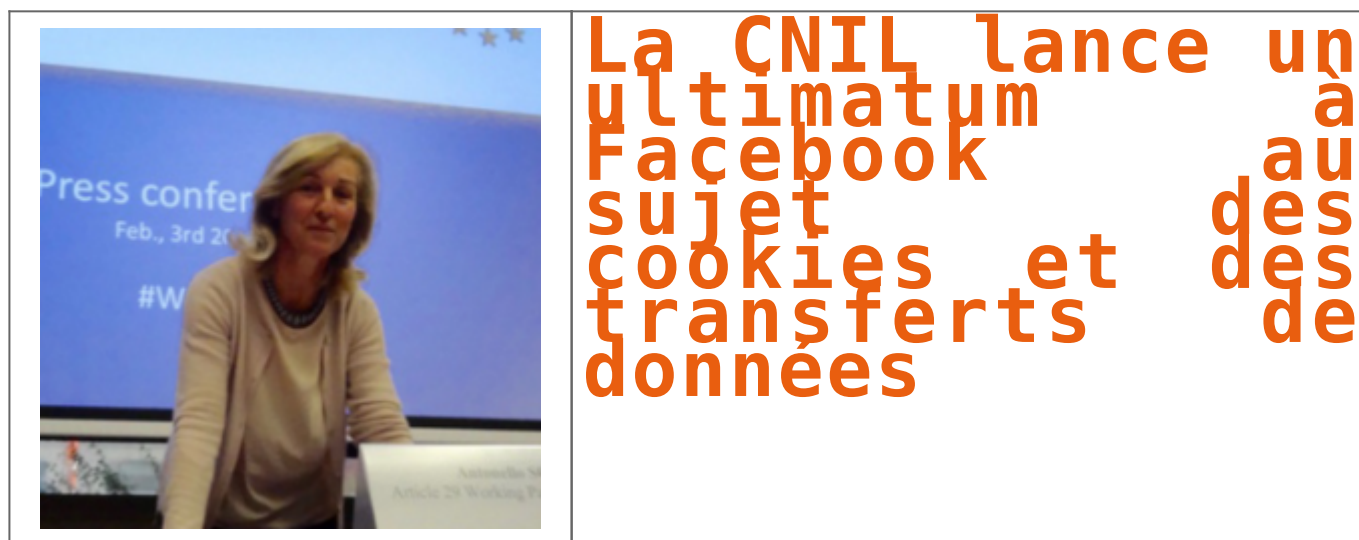 Press confer
Feb., 3rd 20
#W
Antonello
Article 29 Working
La CNIL lance un
ultimatum à
Facebook au
sujet des
cookies et des
transferts de
données